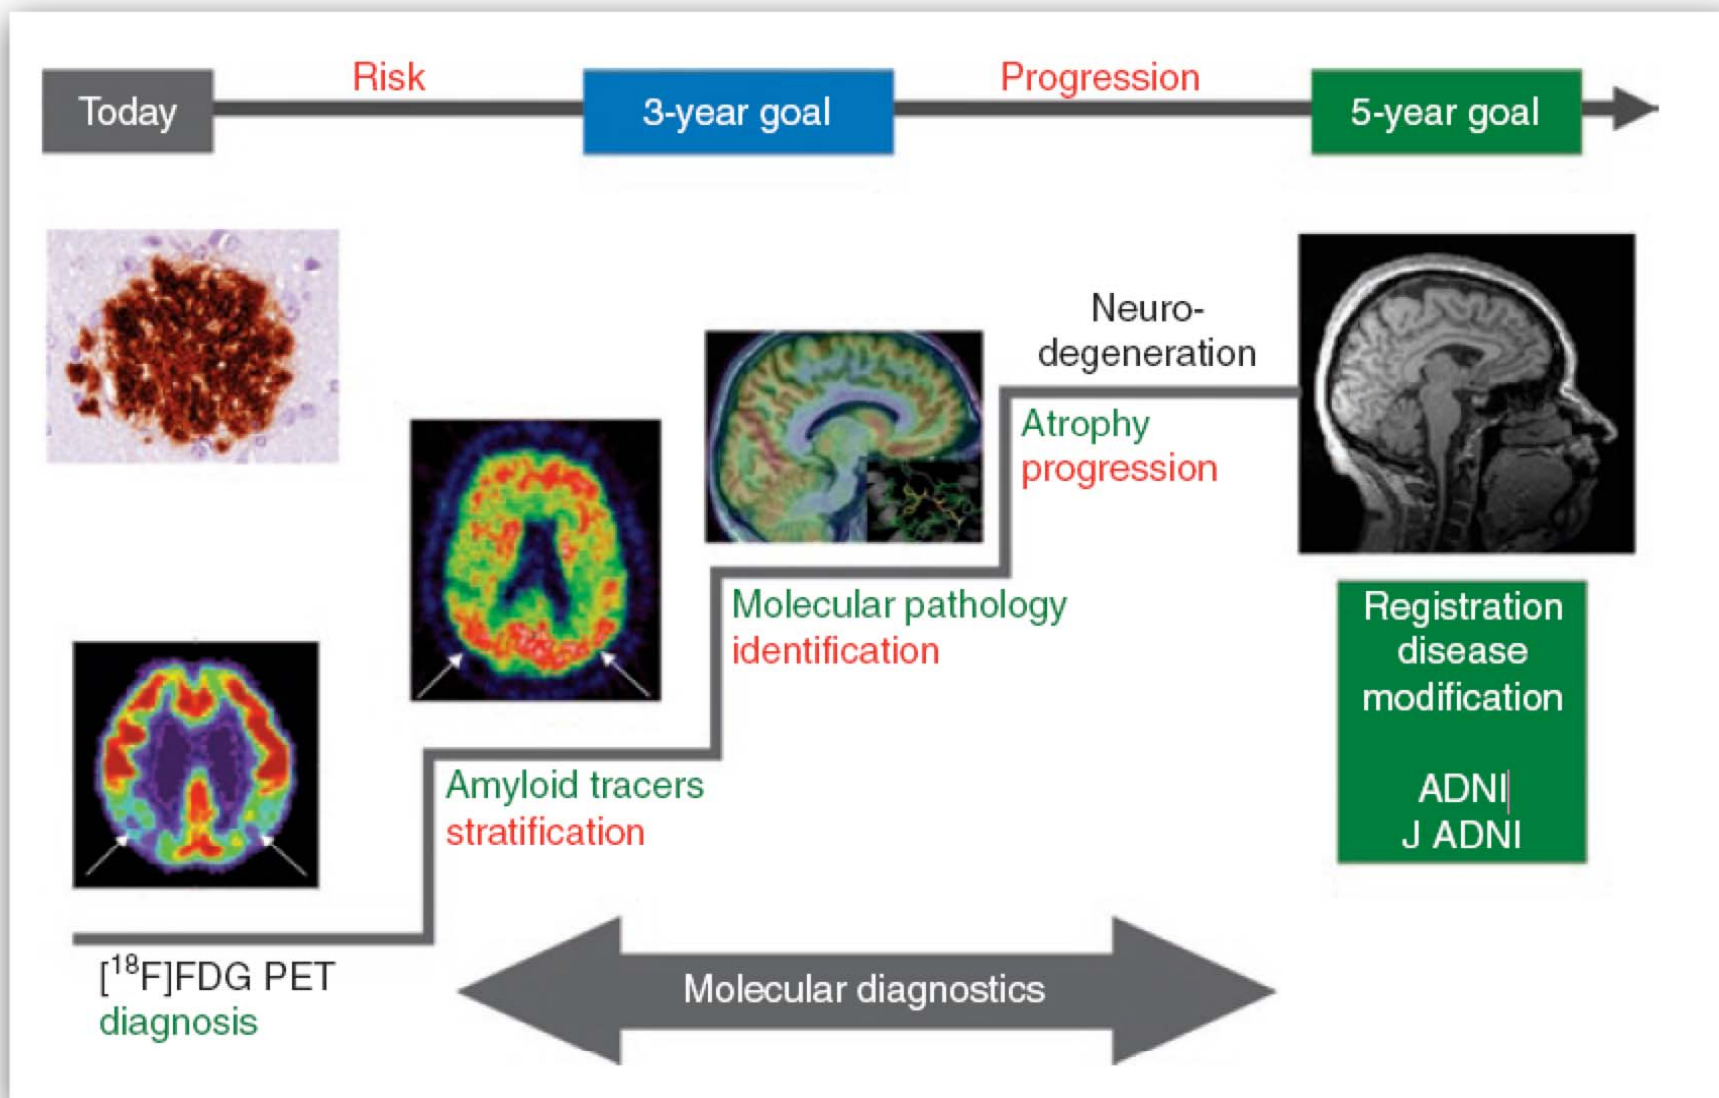 Today
Risk
3-year goal
Progression
5-year goal
Neuro-
degeneration
Atrophy
progression
Molecular pathology
identification
Amyloid tracers
stratification
[¹⁸F]FDG PET
diagnosis
Registration
disease
modification
ADNI
J ADNI
Molecular diagnostics